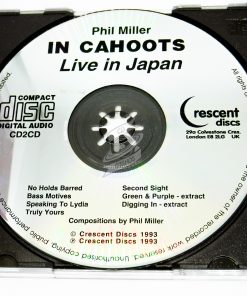 Phil Miller
IN CAHOOTS
Live in Japan
COMPACT
disc
DIGITAL AUDIO
CD2CD
Crescent
discs
29a Colvestone Cres.
London E8 2LG UK
No Holds Barred
Bass Motives
Speaking To Lydia
Truly Yours
Second Sight
Green & Purple - extract
Digging In - extract
Compositions by Phil Miller
© Crescent Discs 1993
℗ Crescent Discs 1993
the owner of the recorded work reserved. Unauthorised copying, public performance